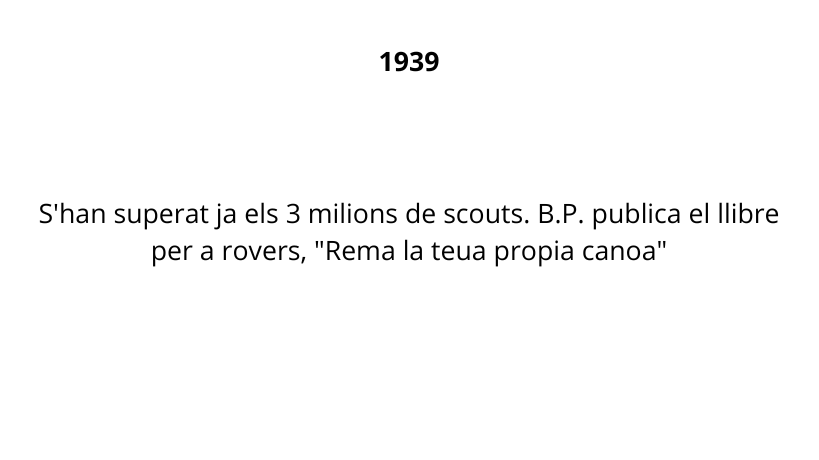 1939
S'han superat ja els 3 milions de scouts. B.P. publica el llibre
per a rovers, "Rema la teua propia canoa"